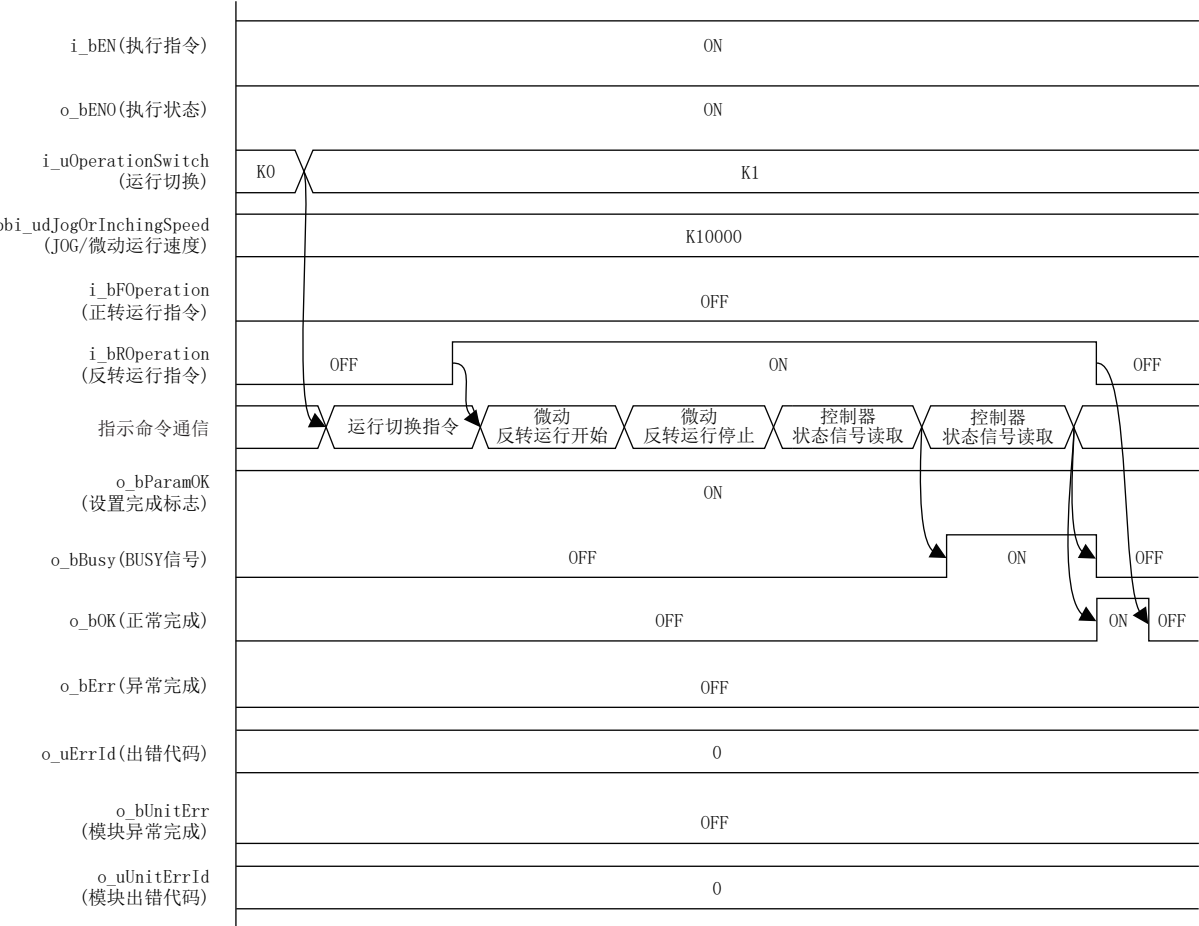 i_bEN(执行指令)
ON
o_bENO(执行状态)
ON
i_uOperationSwitch
(运行切换)
K0
K1
obi_udJogOrInchingSpeed
(JOG/微动运行速度)
K10000
i_bFOperation
(正转运行指令)
OFF
i_bROperation
(反转运行指令)
OFF
ON
OFF
指示命令通信
运行切换指令
微动
反转运行开始
微动
反转运行停止
控制器
状态信号读取
控制器
状态信号读取
o_bParamOK
(设置完成标志)
ON
o_bBusy(BUSY信号)
OFF
ON
OFF
o_bOK(正常完成)
OFF
ON
OFF
o_bErr(异常完成)
OFF
o_uErrId(出错代码)
0
o_bUnitErr
(模块异常完成)
OFF
o_uUnitErrId
(模块出错代码)
0